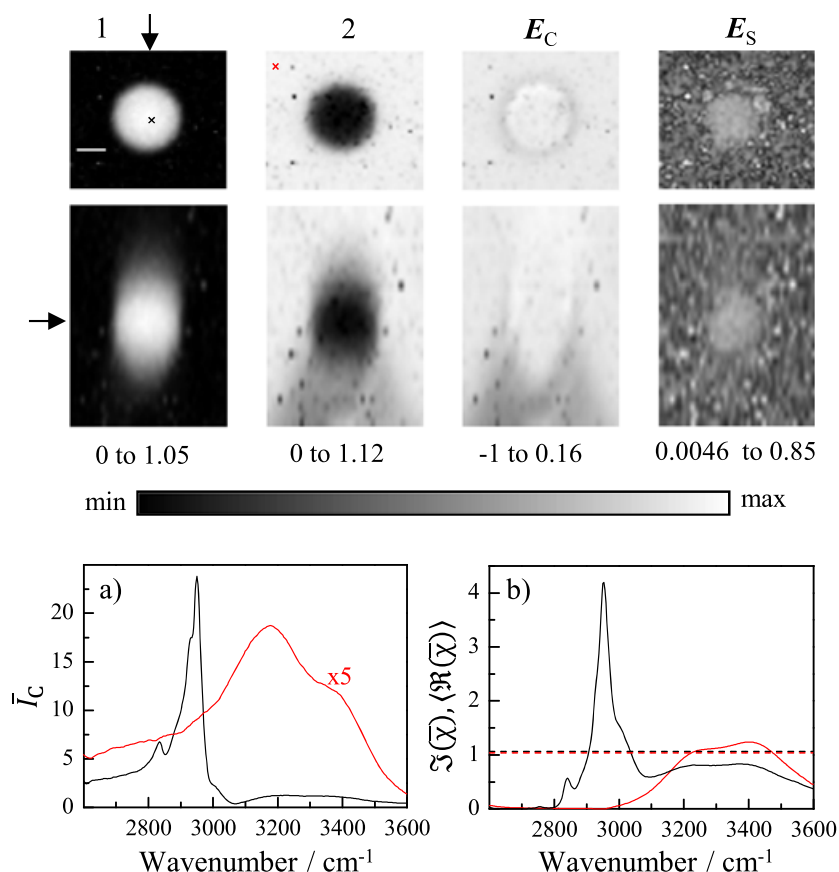 1 2 E_C E_S
0 to 1.05 0 to 1.12 -1 to 0.16 0.0046 to 0.85
min max
a) b)
x5
Ī_C
20
15
10
5
0
2800 3000 3200 3400 3600
Wavenumber / cm⁻¹
ℑ(χ̅), ⟨ℜ(χ̅)⟩
4
3
2
1
0
2800 3000 3200 3400 3600
Wavenumber / cm⁻¹